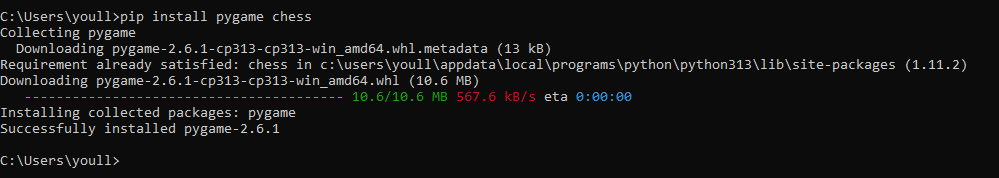 C:\Users\youll>pip install pygame chess
Collecting pygame
  Downloading pygame-2.6.1-cp313-cp313-win_amd64.whl.metadata (13 kB)
Requirement already satisfied: chess in c:\users\youll\appdata\local\programs\python\python313\lib\site-packages (1.11.2)
Downloading pygame-2.6.1-cp313-cp313-win_amd64.whl (10.6 MB)
   ---------------------------------------- 10.6/10.6 MB 567.6 kB/s eta 0:00:00
Installing collected packages: pygame
Successfully installed pygame-2.6.1
C:\Users\youll>